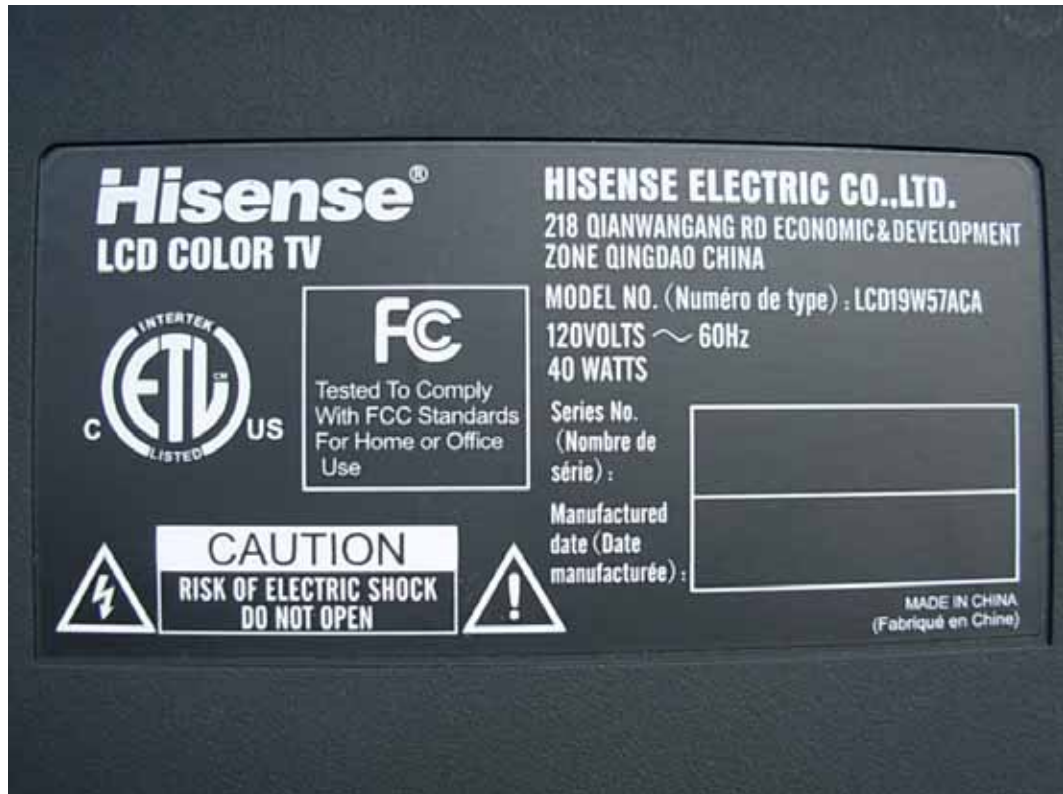 Hisense®
LCD COLOR TV
INTERTEK
ETL CM
C US
LISTED
FC
Tested To Comply
With FCC Standards
For Home or Office
Use
CAUTION
RISK OF ELECTRIC SHOCK
DO NOT OPEN
HISENSE ELECTRIC CO.,LTD.
218 QIANWANGANG RD ECONOMIC&DEVELOPMENT
ZONE QINGDAO CHINA
MODEL NO. (Numéro de type) : LCD19W57ACA
120VOLTS ～ 60Hz
40 WATTS
Series No.
(Nombre de
série) :
Manufactured
date (Date
manufacturée) :
MADE IN CHINA
(Fabriqué en Chine)